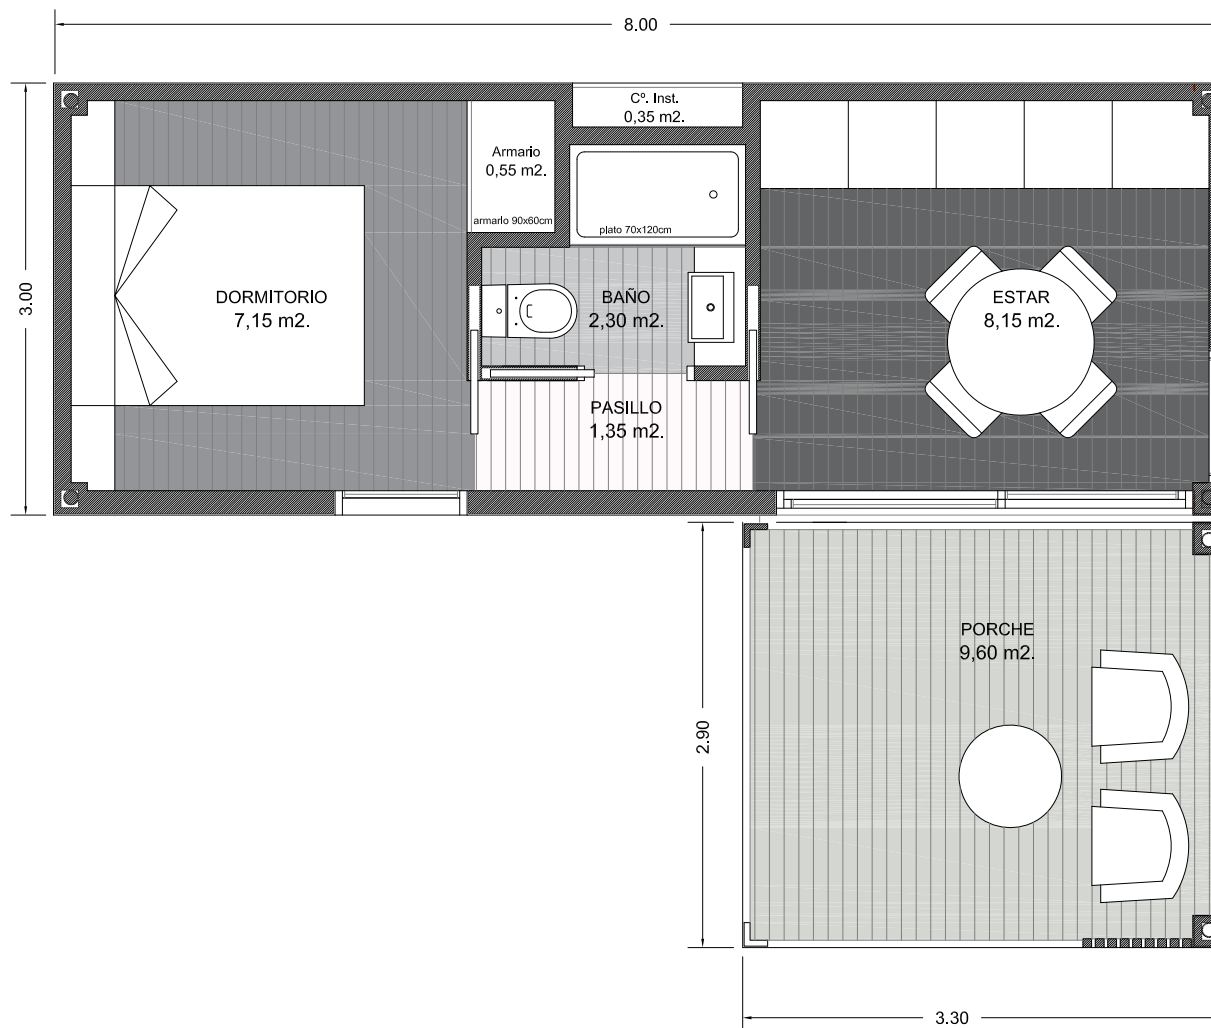 8.00
Cº. Inst.
0,35 m2.
Armario
0,55 m2.
armario 90x60cm
plato 70x120cm
3.00
DORMITORIO
7,15 m2.
BAÑO
2,30 m2.
ESTAR
8,15 m2.
PASILLO
1,35 m2.
PORCHE
9,60 m2.
2.90
3.30